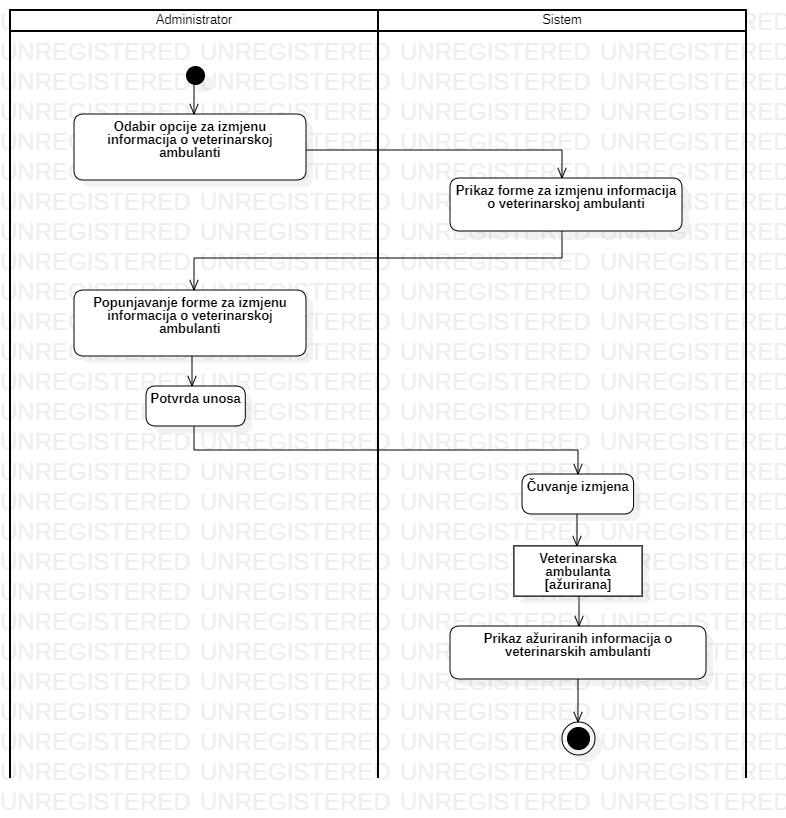 Administrator
Sistem
Odabir opcije za izmjenu
informacija o veterinarskoj
ambulanti
Prikaz forme za izmjenu informacija
o veterinarskoj ambulanti
Popunjavanje forme za izmjenu
informacija o veterinarskoj
ambulanti
Potvrda unosa
Čuvanje izmjena
Veterinarska
ambulanta
[ažurirana]
Prikaz ažuriranih informacija o
veterinarskih ambulanti
UNREGISTERED UNREGISTERED UNREGISTERED UNREGISTERED